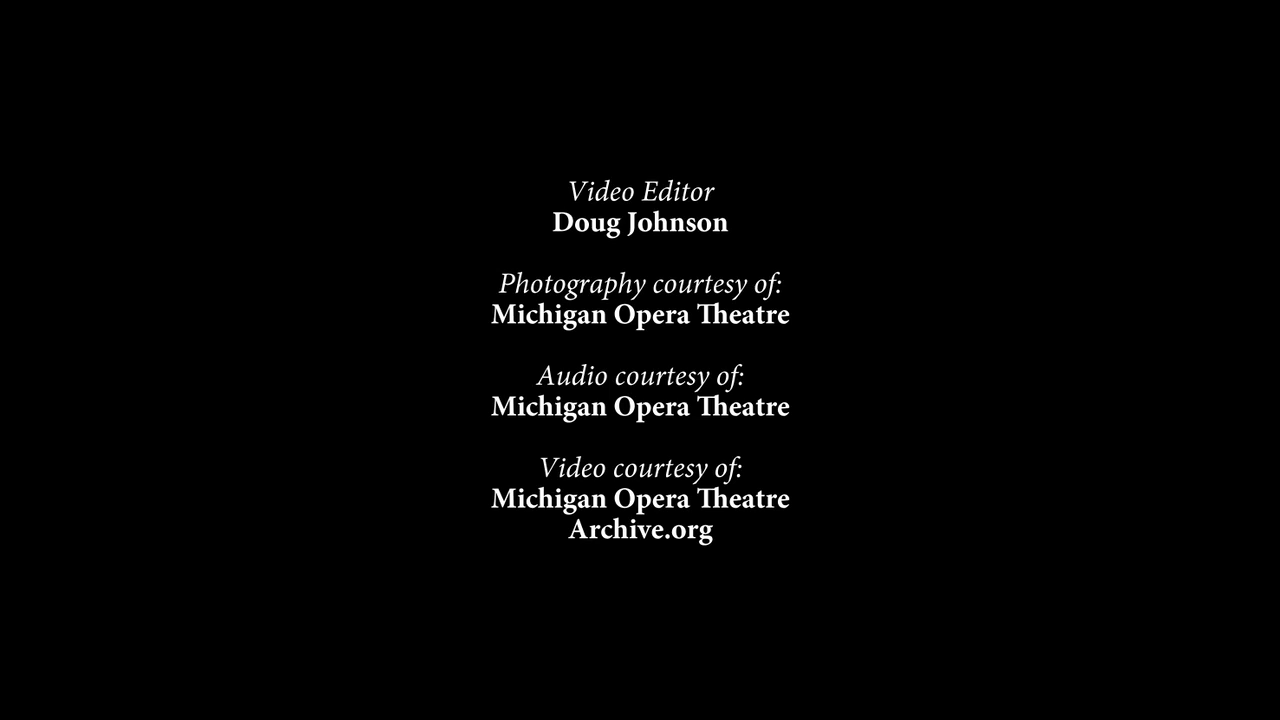 Video Editor
Doug Johnson
Photography courtesy of:
Michigan Opera Theatre
Audio courtesy of:
Michigan Opera Theatre
Video courtesy of:
Michigan Opera Theatre
Archive.org